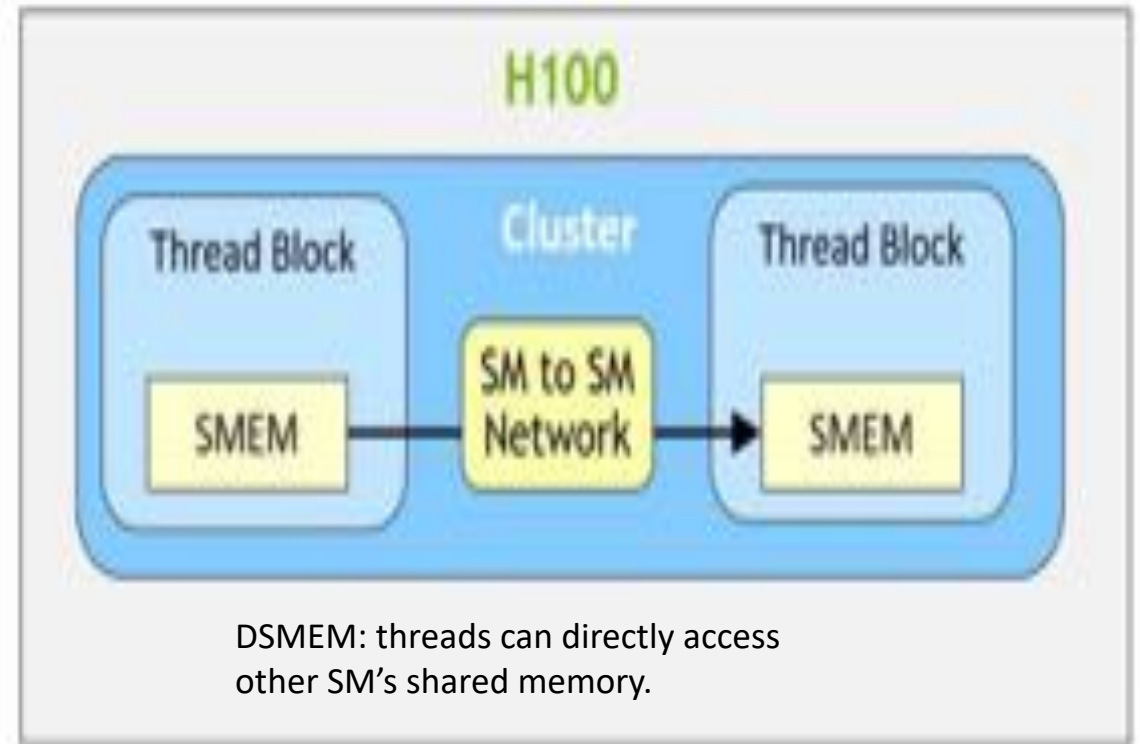 H100
Cluster
Thread Block
Thread Block
SM to SM
Network
SMEM
SMEM
DSMEM: threads can directly access
other SM’s shared memory.